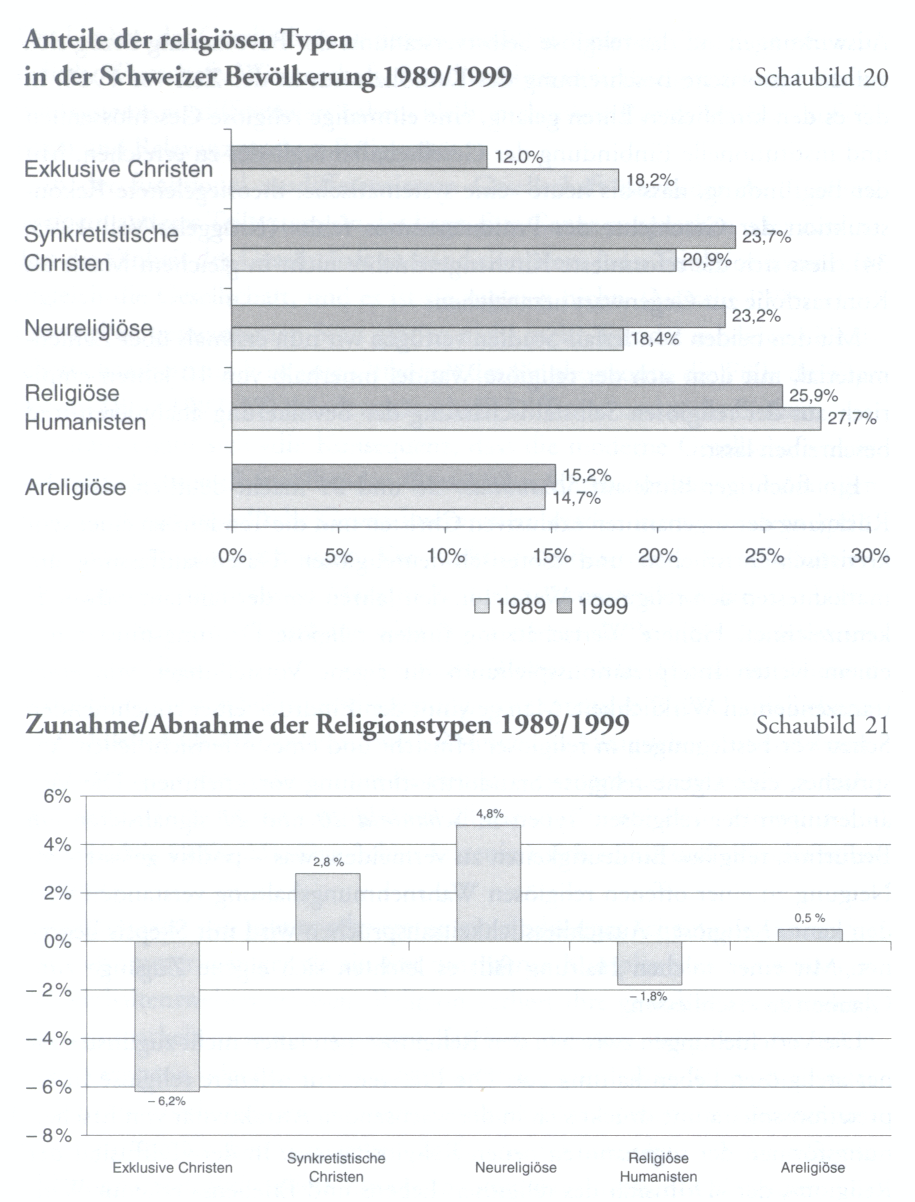 Anteile der religiösen Typen
in der Schweizer Bevölkerung 1989/1999 Schaubild 20
Exklusive Christen
12,0%
18,2%
Synkretistische
Christen
23,7%
20,9%
Neureligiöse
23,2%
18,4%
Religiöse
Humanisten
25,9%
27,7%
Areligiöse
15,2%
14,7%
0% 5% 10% 15% 20% 25% 30%
1989 1999
Zunahme/Abnahme der Religionstypen 1989/1999 Schaubild 21
6%
4%
2%
0%
– 2%
– 4%
– 6%
– 8%
– 6,2%
2,8 %
4,8%
– 1,8%
0,5 %
Exklusive Christen
Synkretistische
Christen
Neureligiöse
Religiöse
Humanisten
Areligiöse